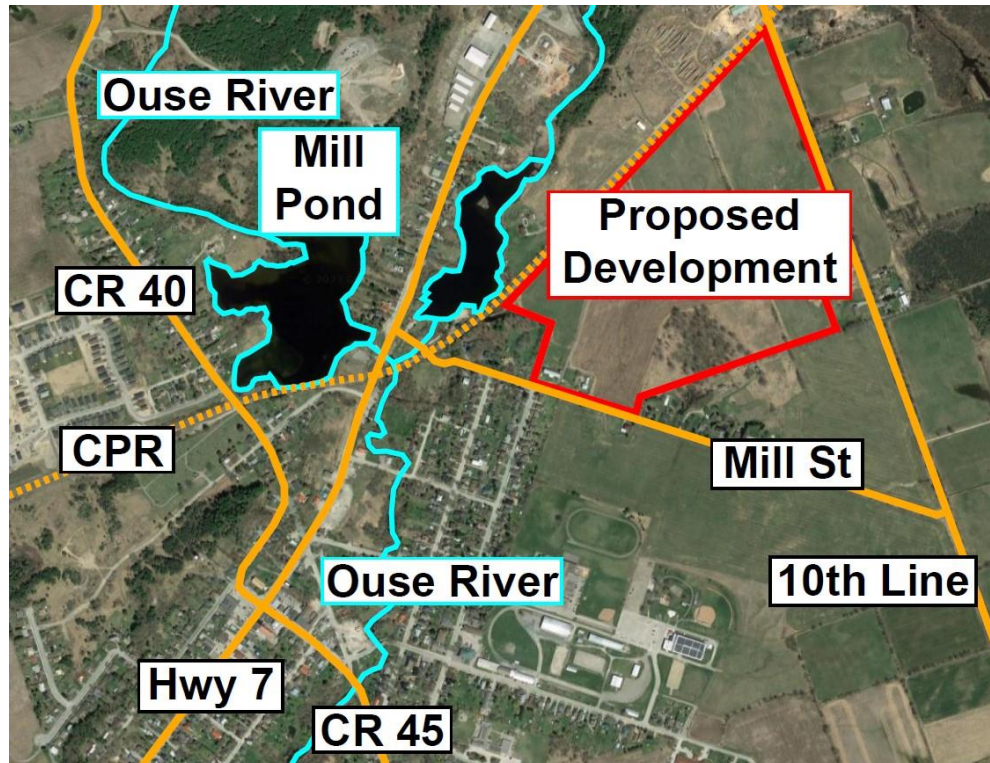 Ouse River
Mill
Pond
Proposed
Development
CR 40
CPR
Mill St
Ouse River
10th Line
Hwy 7
CR 45